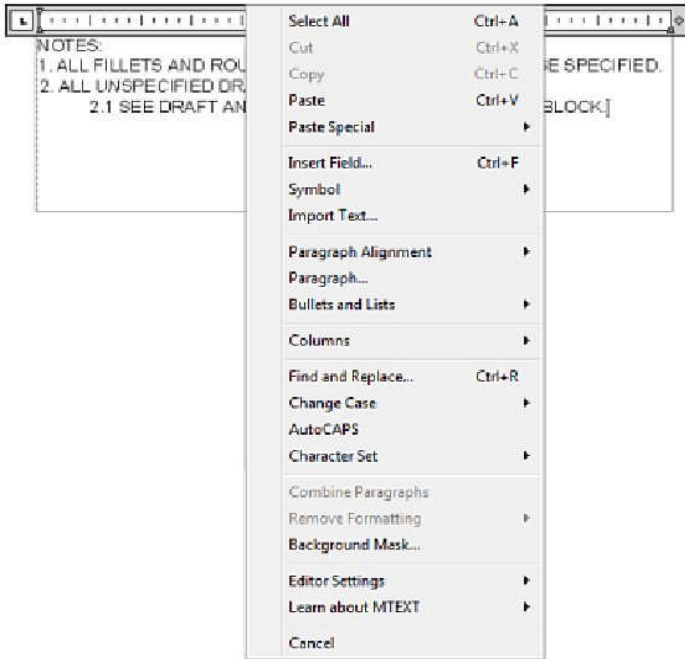 NOTES:
1. ALL FILLETS AND ROU
SE SPECIFIED.
2. ALL UNSPECIFIED DR
2.1 SEE DRAFT AN
BLOCK.
Select All Ctrl+A
Cut Ctrl+X
Copy Ctrl+C
Paste Ctrl+V
Paste Special
Insert Field... Ctrl+F
Symbol
Import Text...
Paragraph Alignment
Paragraph...
Bullets and Lists
Columns
Find and Replace... Ctrl+R
Change Case
AutoCAPS
Character Set
Combine Paragraphs
Remove Formatting
Background Mask...
Editor Settings
Learn about MTEXT
Cancel